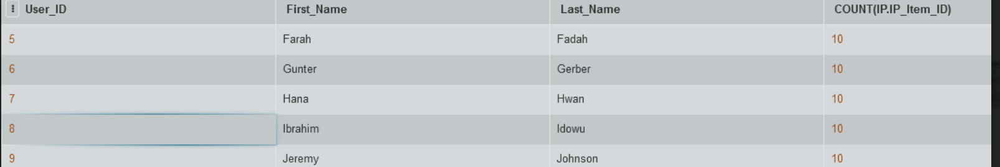 User_ID First_Name Last_Name COUNT(IP.IP_Item_ID)
5 Farah Fadah 10
6 Gunter Gerber 10
7 Hana Hwan 10
8 Ibrahim Idowu 10
9 Jeremy Johnson 10